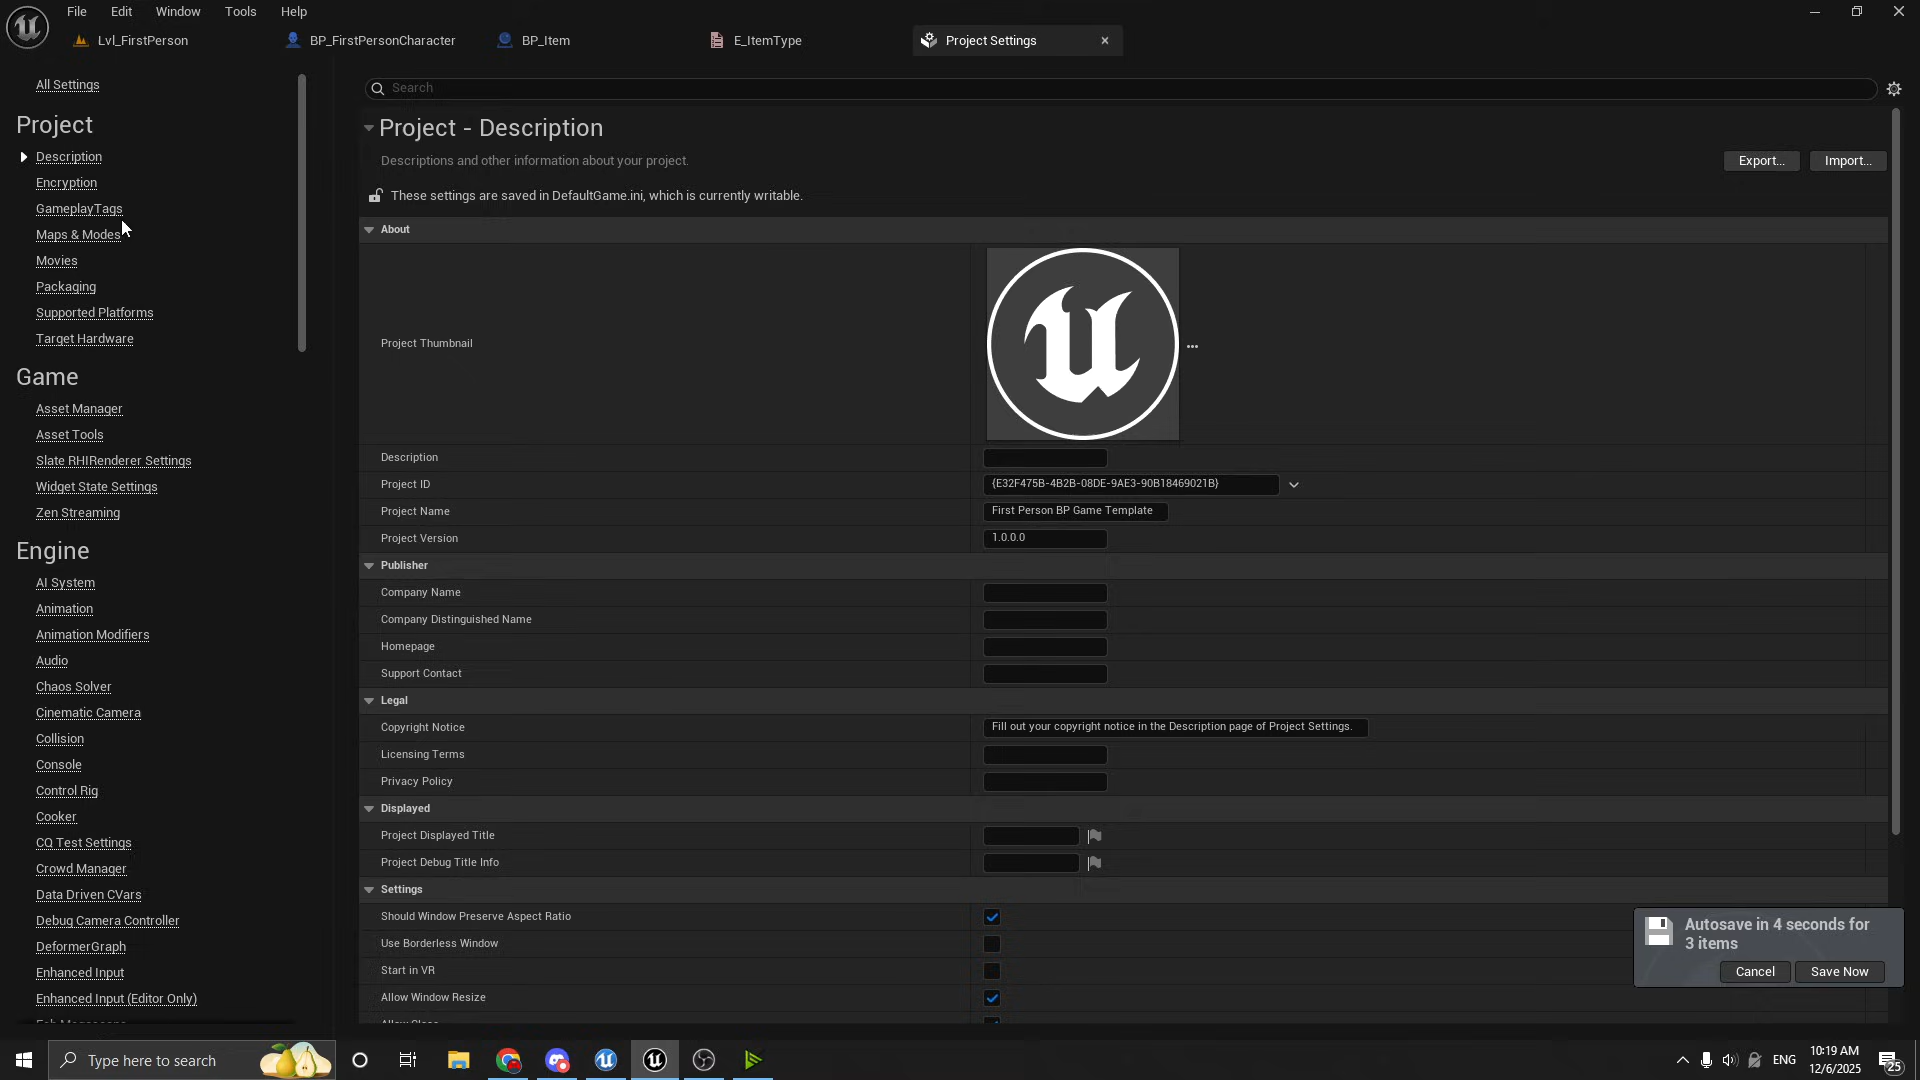 File Edit Window Tools Help
Lvl_FirstPerson BP_FirstPersonCharacter BP_Item E_ItemType Project Settings
All Settings
Project
Description
Encryption
GameplayTags
Maps & Modes
Movies
Packaging
Supported Platforms
Target Hardware
Game
Asset Manager
Asset Tools
Slate RHIRenderer Settings
Widget State Settings
Zen Streaming
Engine
AI System
Animation
Animation Modifiers
Audio
Chaos Solver
Cinematic Camera
Collision
Console
Control Rig
Cooker
CQ Test Settings
Crowd Manager
Data Driven CVars
Debug Camera Controller
DeformerGraph
Enhanced Input
Enhanced Input (Editor Only)
Search
Project - Description
Descriptions and other information about your project.
Export... Import...
These settings are saved in DefaultGame.ini, which is currently writable.
About
Project Thumbnail
Description
Project ID {E32F475B-4B2B-08DE-9AE3-90B18469021B}
Project Name First Person BP Game Template
Project Version 1.0.0.0
Publisher
Company Name
Company Distinguished Name
Homepage
Support Contact
Legal
Copyright Notice Fill out your copyright notice in the Description page of Project Settings.
Licensing Terms
Privacy Policy
Displayed
Project Displayed Title
Project Debug Title Info
Settings
Should Window Preserve Aspect Ratio
Use Borderless Window
Start in VR
Allow Window Resize
Autosave in 4 seconds for
3 items
Cancel Save Now
Type here to search
ENG
10:19 AM
12/6/2025
25